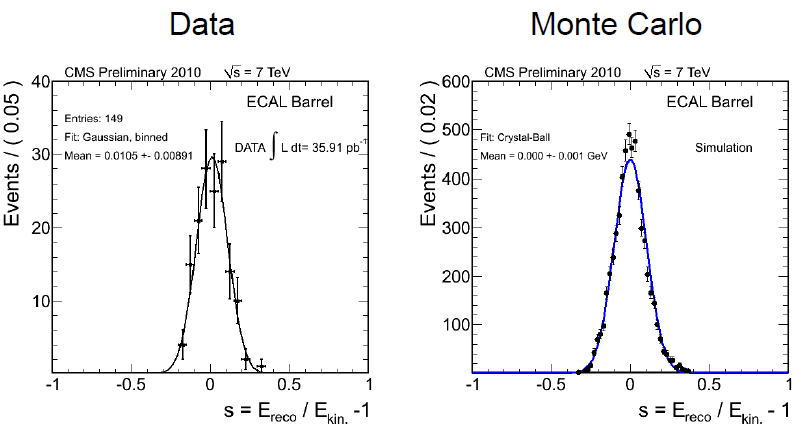 Data
CMS Preliminary 2010 √s = 7 TeV
ECAL Barrel
Entries: 149
Fit: Gaussian, binned
Mean = 0.0105 +- 0.00891
DATA ∫ L dt= 35.91 pb⁻¹
Events / ( 0.05 )
40
30
20
10
-1 -0.5 0 0.5 1
s = E_reco / E_kin. -1
Monte Carlo
CMS Preliminary 2010 √s = 7 TeV
ECAL Barrel
Fit: Crystal-Ball
Mean = 0.000 +- 0.001 GeV
Simulation
Events / ( 0.02 )
600
500
400
300
200
100
-1 -0.5 0 0.5 1
s = E_reco / E_kin. -1